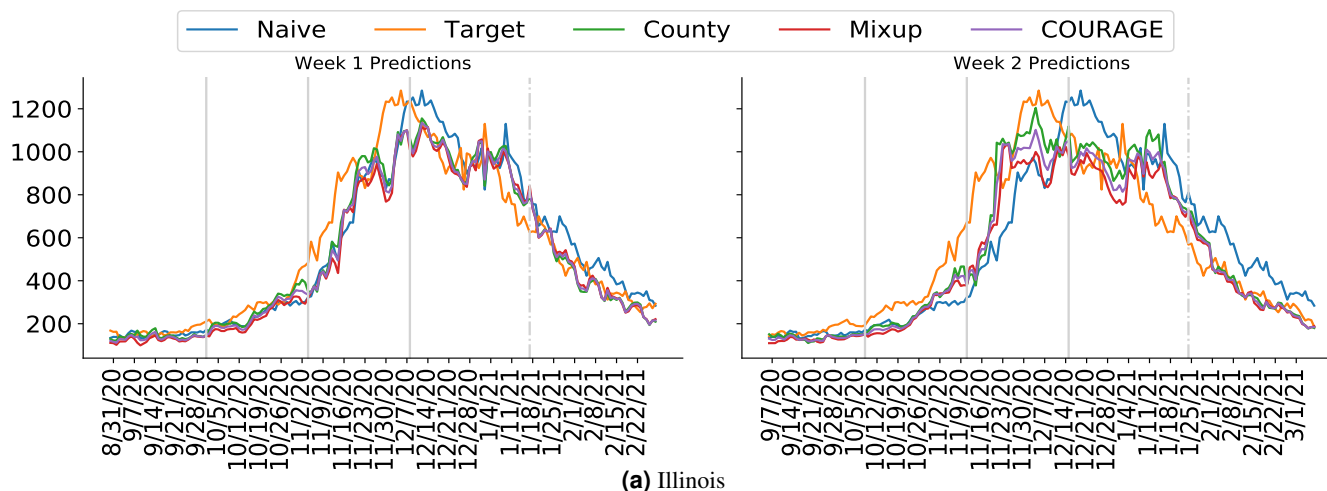 Naive Target County Mixup COURAGE
Week 1 Predictions
1200
1000
800
600
400
200
8/31/20 9/7/20 9/14/20 9/21/20 9/28/20 10/5/20 10/12/20 10/19/20 10/26/20 11/2/20 11/9/20 11/16/20 11/23/20 11/30/20 12/7/20 12/14/20 12/21/20 12/28/20 1/4/21 1/11/21 1/18/21 1/25/21 2/1/21 2/8/21 2/15/21 2/22/21
Week 2 Predictions
9/7/20 9/14/20 9/21/20 9/28/20 10/5/20 10/12/20 10/19/20 10/26/20 11/2/20 11/9/20 11/16/20 11/23/20 11/30/20 12/7/20 12/14/20 12/21/20 12/28/20 1/4/21 1/11/21 1/18/21 1/25/21 2/1/21 2/8/21 2/15/21 2/22/21 3/1/21
(a) Illinois